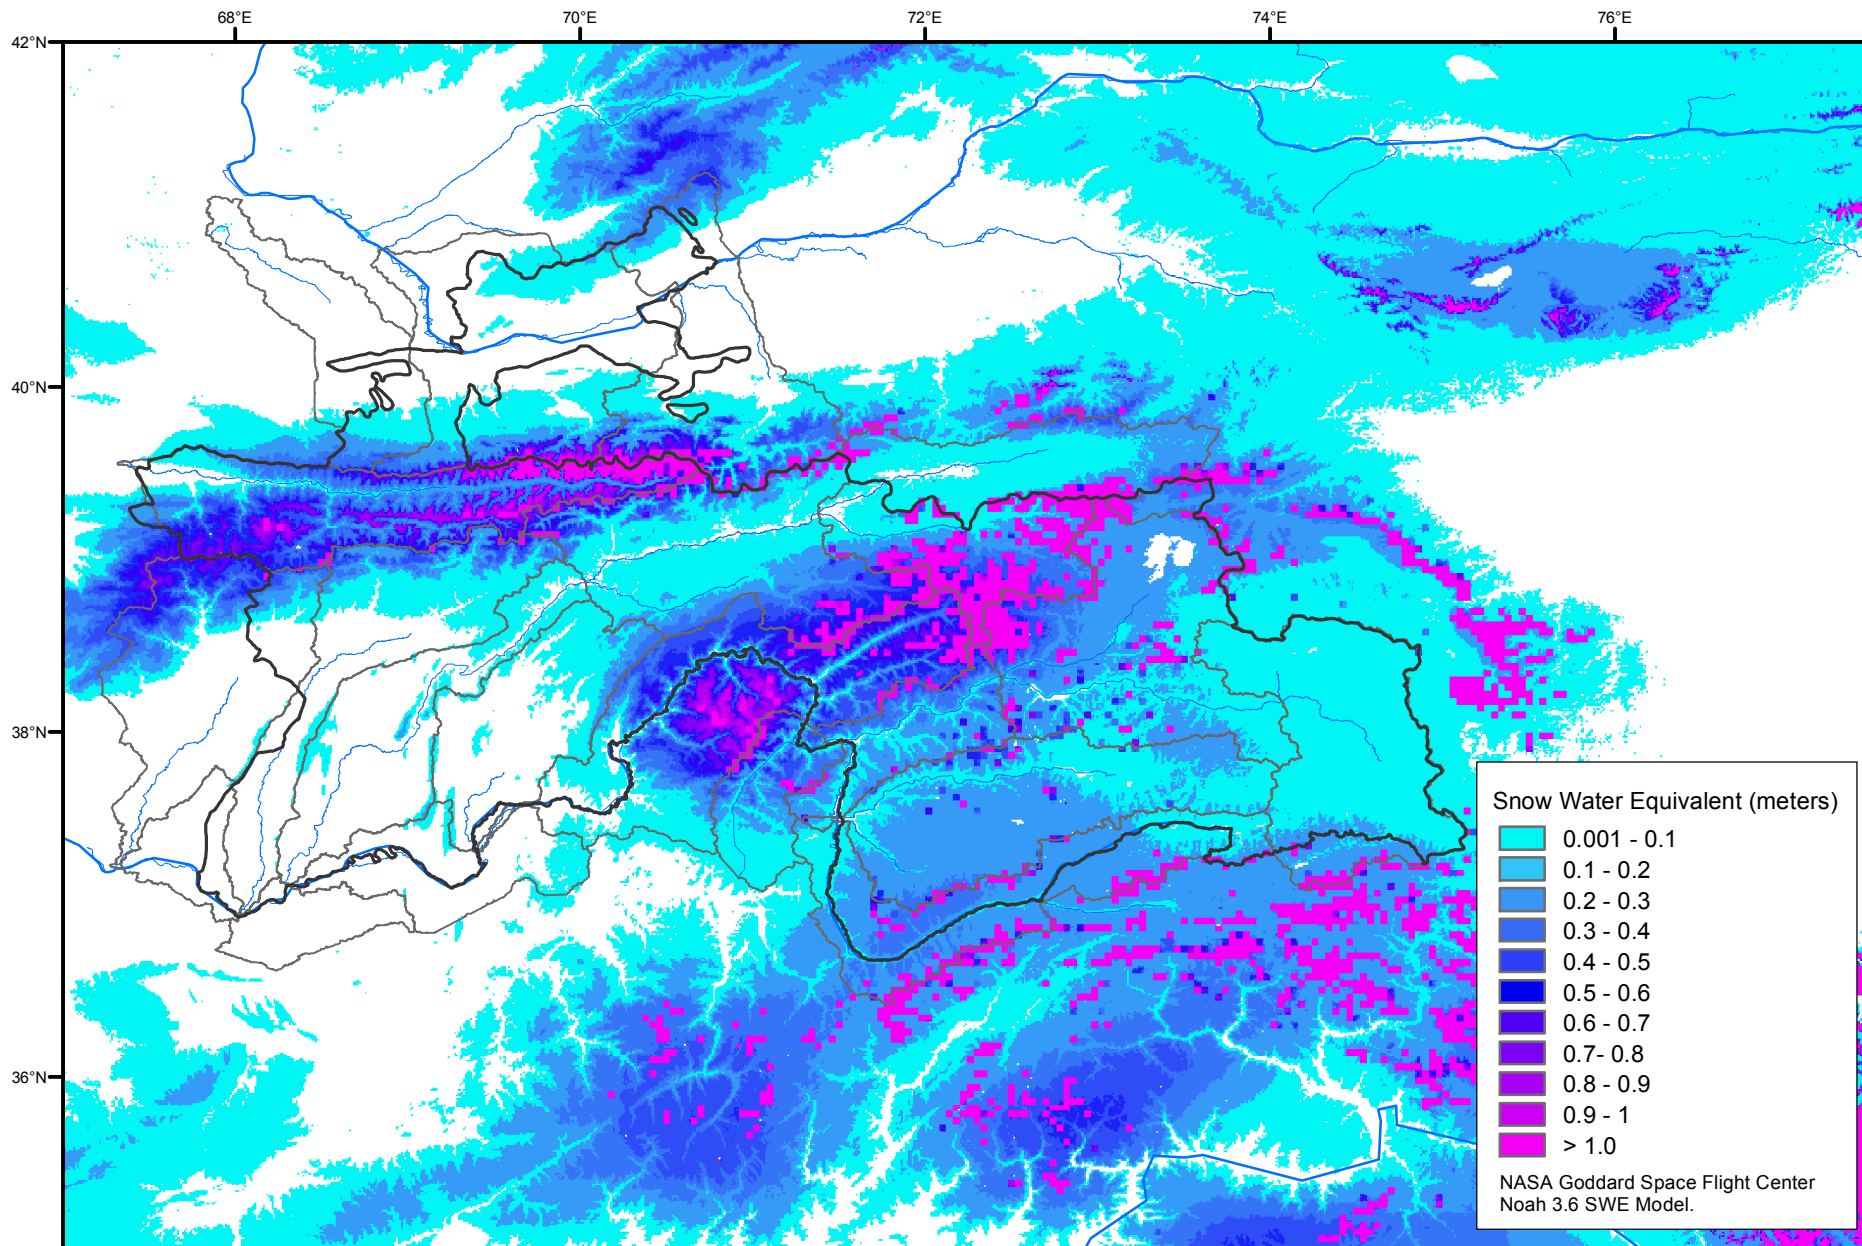 68°E 70°E 72°E 74°E 76°E
42°N
40°N
38°N
36°N
Snow Water Equivalent (meters)
0.001 - 0.1
0.1 - 0.2
0.2 - 0.3
0.3 - 0.4
0.4 - 0.5
0.5 - 0.6
0.6 - 0.7
0.7- 0.8
0.8 - 0.9
0.9 - 1
> 1.0
NASA Goddard Space Flight Center
Noah 3.6 SWE Model.